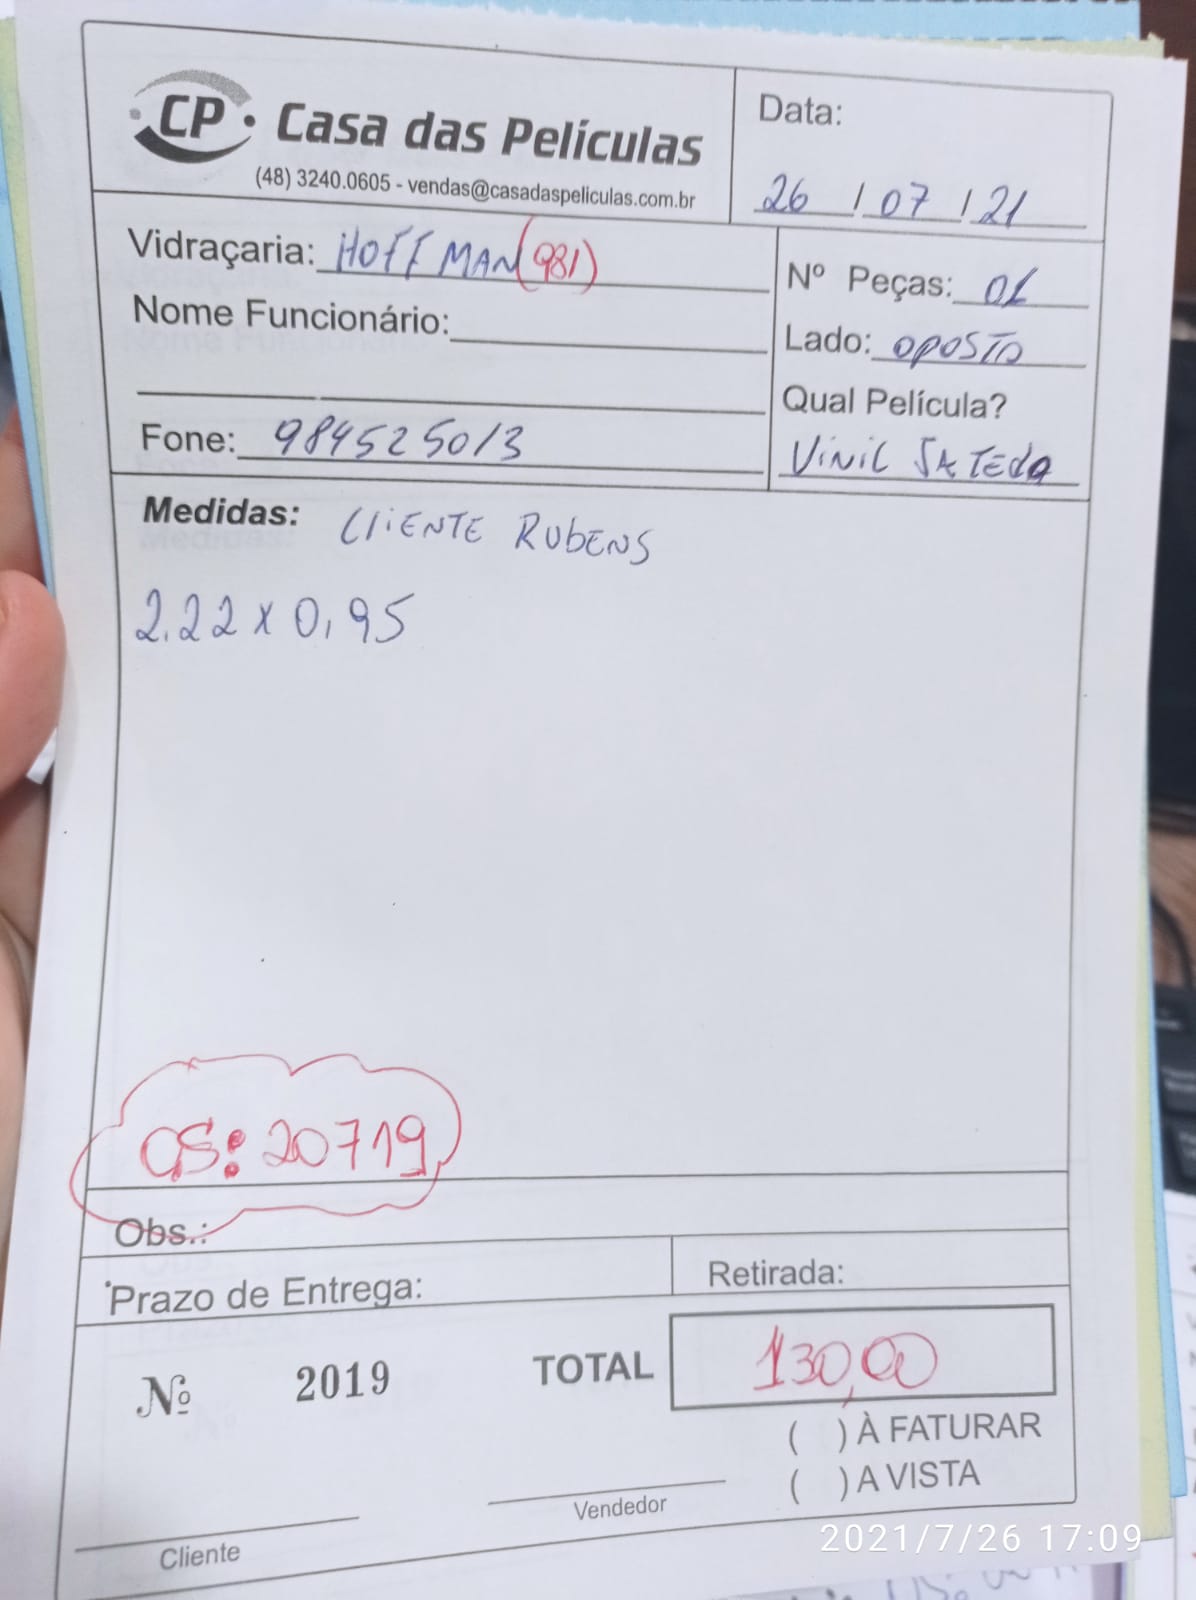 CP Casa das Películas
(48) 3240.0605 - vendas@casadaspeliculas.com.br
Data:
26 / 07 / 21
Vidraçaria: HOFFMAN (981)
Nome Funcionário:
Fone: 984525013
Nº Peças: 01
Lado: OPOSTO
Qual Película?
VINIL JATEDO
Medidas: CLIENTE RUBENS
2.22 x 0,95
OS: 20719
Obs.:
Prazo de Entrega:
Retirada:
Nº 2019
TOTAL 130,00
( ) À FATURAR
( ) A VISTA
Vendedor
Cliente
2021/7/26 17:09